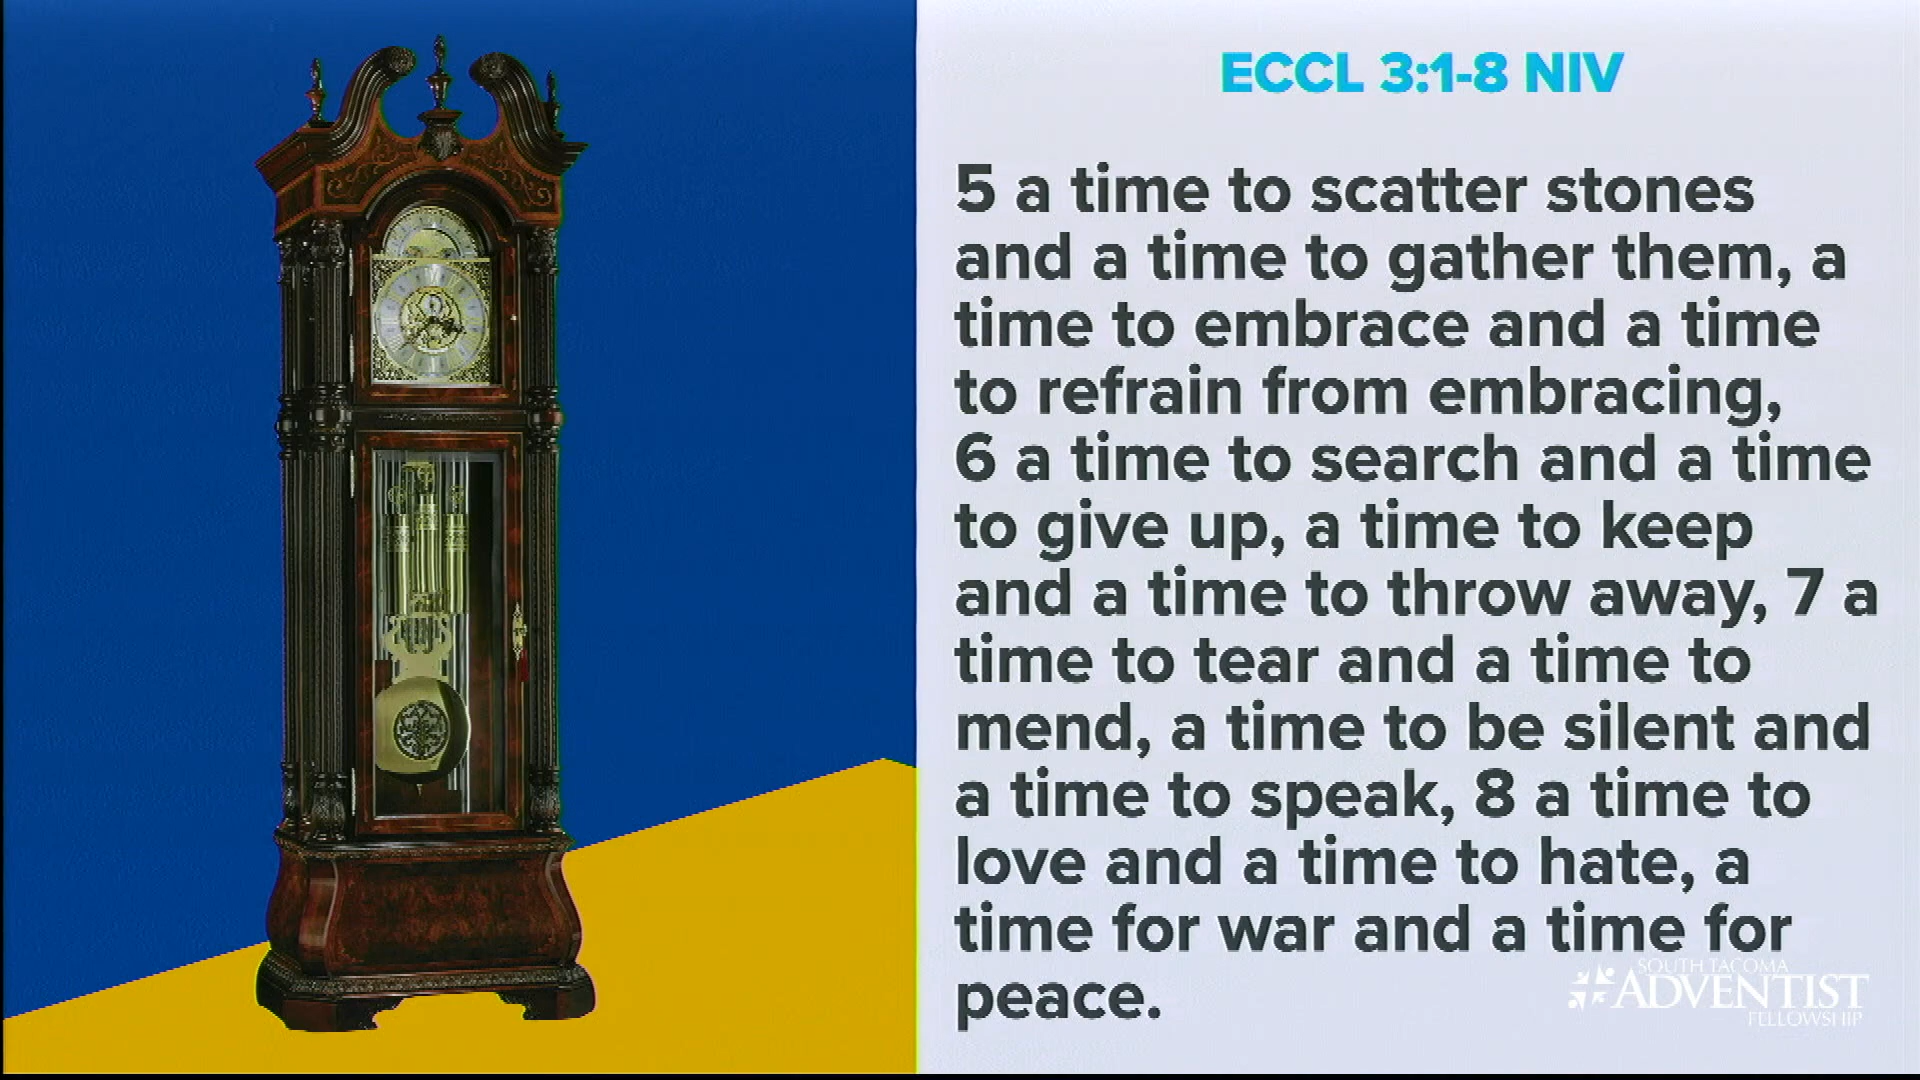 ECCL 3:1-8 NIV
5 a time to scatter stones
and a time to gather them, a
time to embrace and a time
to refrain from embracing,
6 a time to search and a time
to give up, a time to keep
and a time to throw away, 7 a
time to tear and a time to
mend, a time to be silent and
a time to speak, 8 a time to
love and a time to hate, a
time for war and a time for
peace.
SOUTH TACOMA
ADVENTIST
FELLOWSHIP